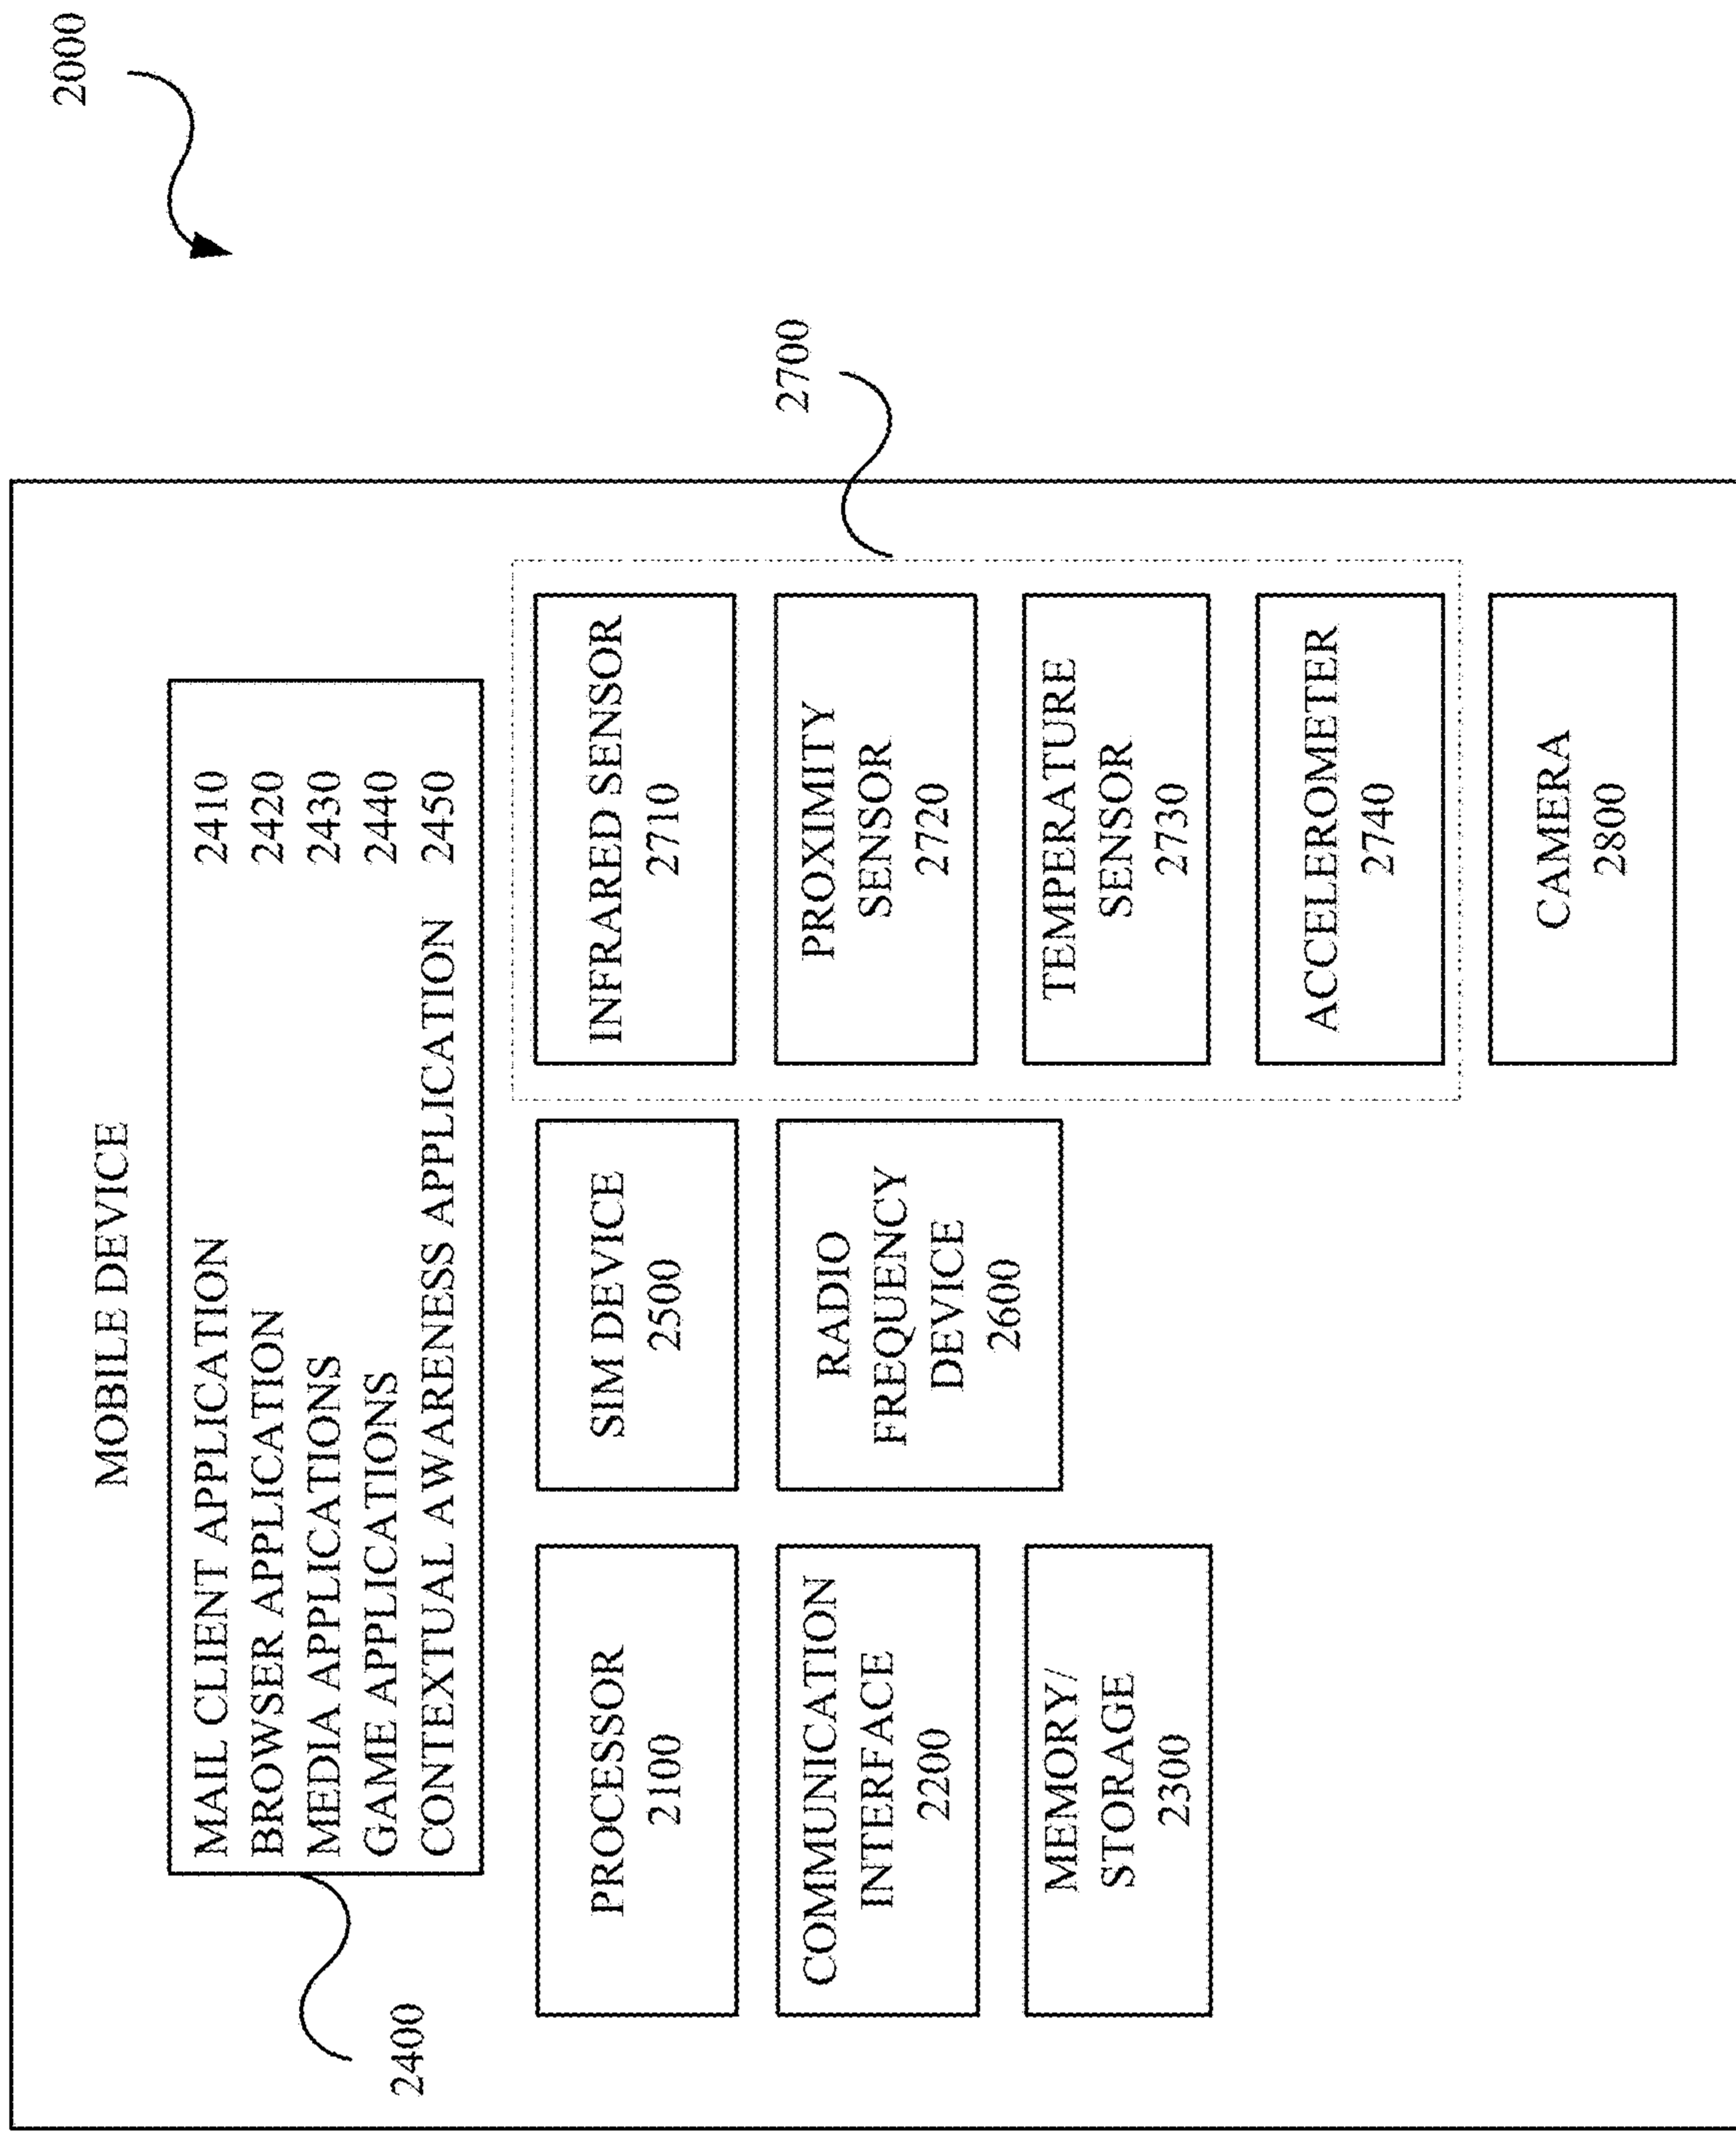 2000
MOBILE DEVICE
MAIL CLIENT APPLICATION 2410
BROWSER APPLICATION 2420
MEDIA APPLICATIONS 2430
GAME APPLICATIONS 2440
CONTEXTUAL AWARENESS APPLICATION 2450
2400
PROCESSOR
2100
COMMUNICATION
INTERFACE
2200
MEMORY/
STORAGE
2300
SIM DEVICE
2500
RADIO
FREQUENCY
DEVICE
2600
2700
INFRARED SENSOR
2710
PROXIMITY
SENSOR
2720
TEMPERATURE
SENSOR
2730
ACCELEROMETER
2740
CAMERA
2800